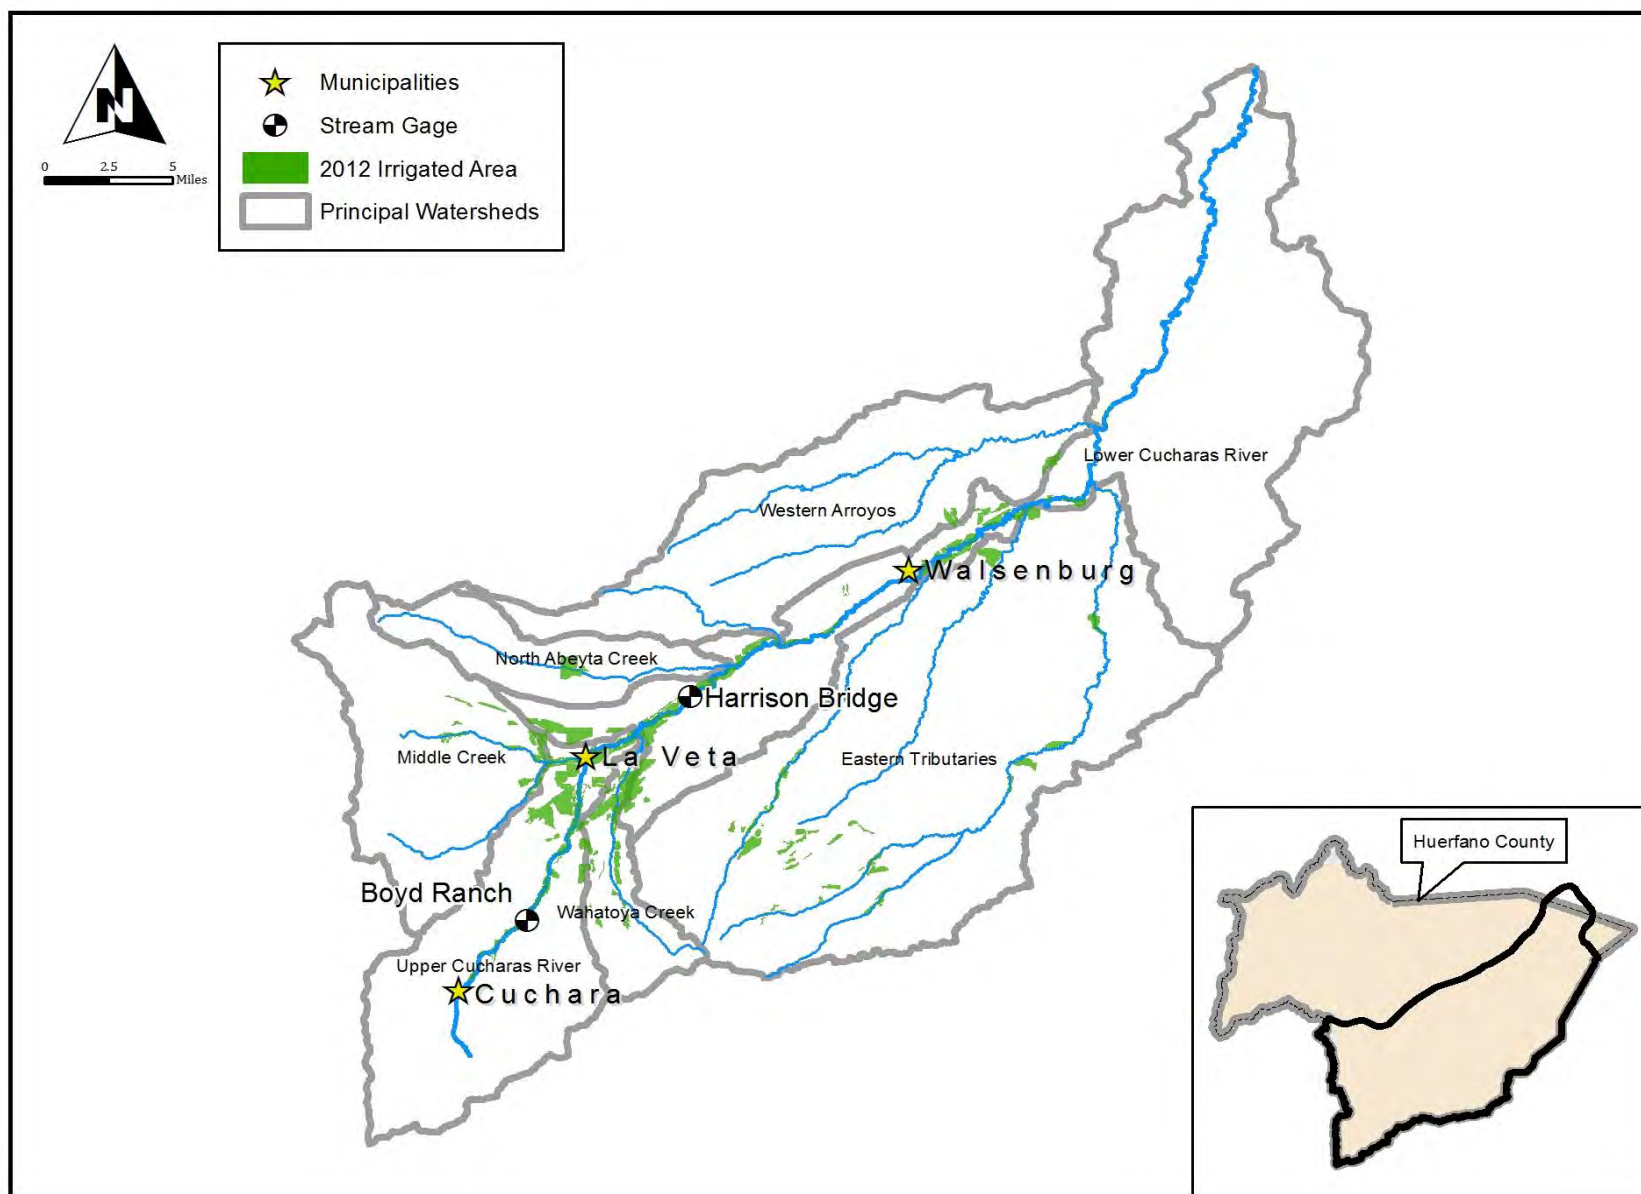 N
0 2.5 5
Miles
Municipalities
Stream Gage
2012 Irrigated Area
Principal Watersheds
Lower Cucharas River
Western Arroyos
Walsenburg
North Abeyta Creek
Harrison Bridge
Middle Creek
La Veta
Eastern Tributaries
Boyd Ranch
Wahatoya Creek
Upper Cucharas River
Cuchara
Huerfano County